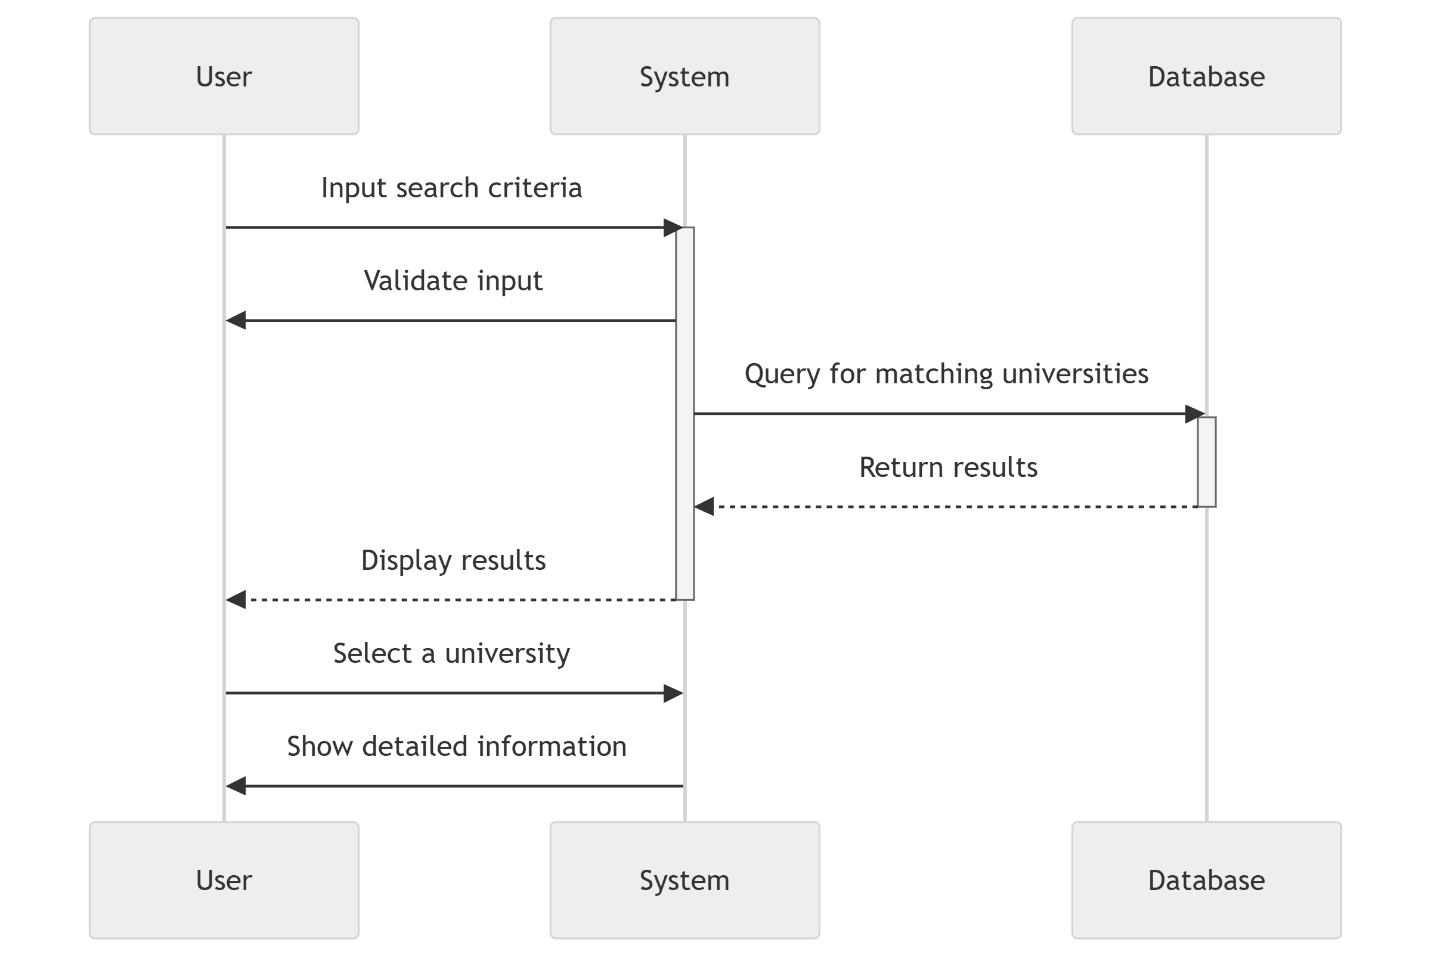 User
System
Database
Input search criteria
Validate input
Query for matching universities
Return results
Display results
Select a university
Show detailed information
User
System
Database